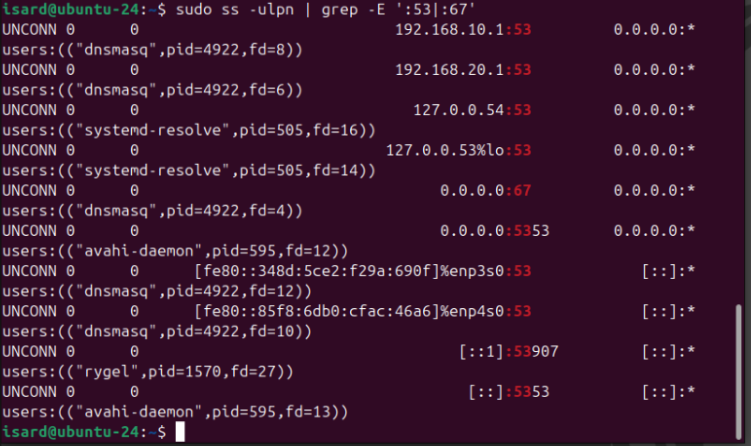 isard@ubuntu-24:~$ sudo ss -ulpn | grep -E ':53|:67'
UNCONN 0      0                          192.168.10.1:53         0.0.0.0:*
users:(("dnsmasq",pid=4922,fd=8))
UNCONN 0      0                          192.168.20.1:53         0.0.0.0:*
users:(("dnsmasq",pid=4922,fd=6))
UNCONN 0      0                            127.0.0.54:53         0.0.0.0:*
users:(("systemd-resolve",pid=505,fd=16))
UNCONN 0      0                         127.0.0.53%lo:53         0.0.0.0:*
users:(("systemd-resolve",pid=505,fd=14))
UNCONN 0      0                               0.0.0.0:67         0.0.0.0:*
users:(("dnsmasq",pid=4922,fd=4))
UNCONN 0      0                               0.0.0.0:5353       0.0.0.0:*
users:(("avahi-daemon",pid=595,fd=12))
UNCONN 0      0      [fe80::348d:5ce2:f29a:690f]%enp3s0:53            [::]:*
users:(("dnsmasq",pid=4922,fd=12))
UNCONN 0      0      [fe80::85f8:6db0:cfac:46a6]%enp4s0:53            [::]:*
users:(("dnsmasq",pid=4922,fd=10))
UNCONN 0      0                                 [::1]:53907         [::]:*
users:(("rygel",pid=1570,fd=27))
UNCONN 0      0                                  [::]:5353          [::]:*
users:(("avahi-daemon",pid=595,fd=13))
isard@ubuntu-24:~$